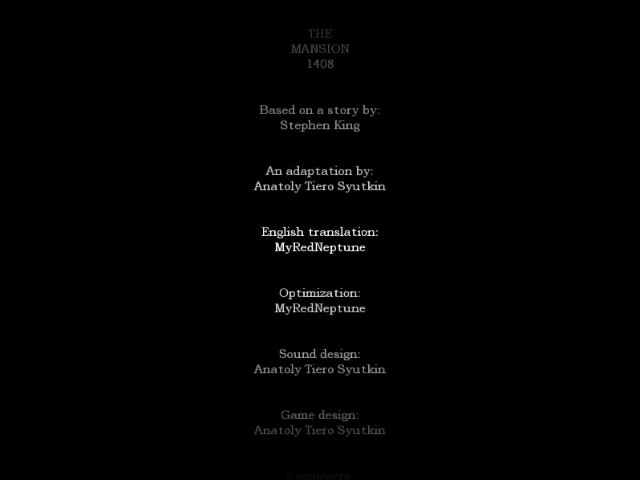 THE
MANSION
1408
Based on a story by:
Stephen King
An adaptation by:
Anatoly Tiero Syutkin
English translation:
MyRedNeptune
Optimization:
MyRedNeptune
Sound design:
Anatoly Tiero Syutkin
Game design:
Anatoly Tiero Syutkin